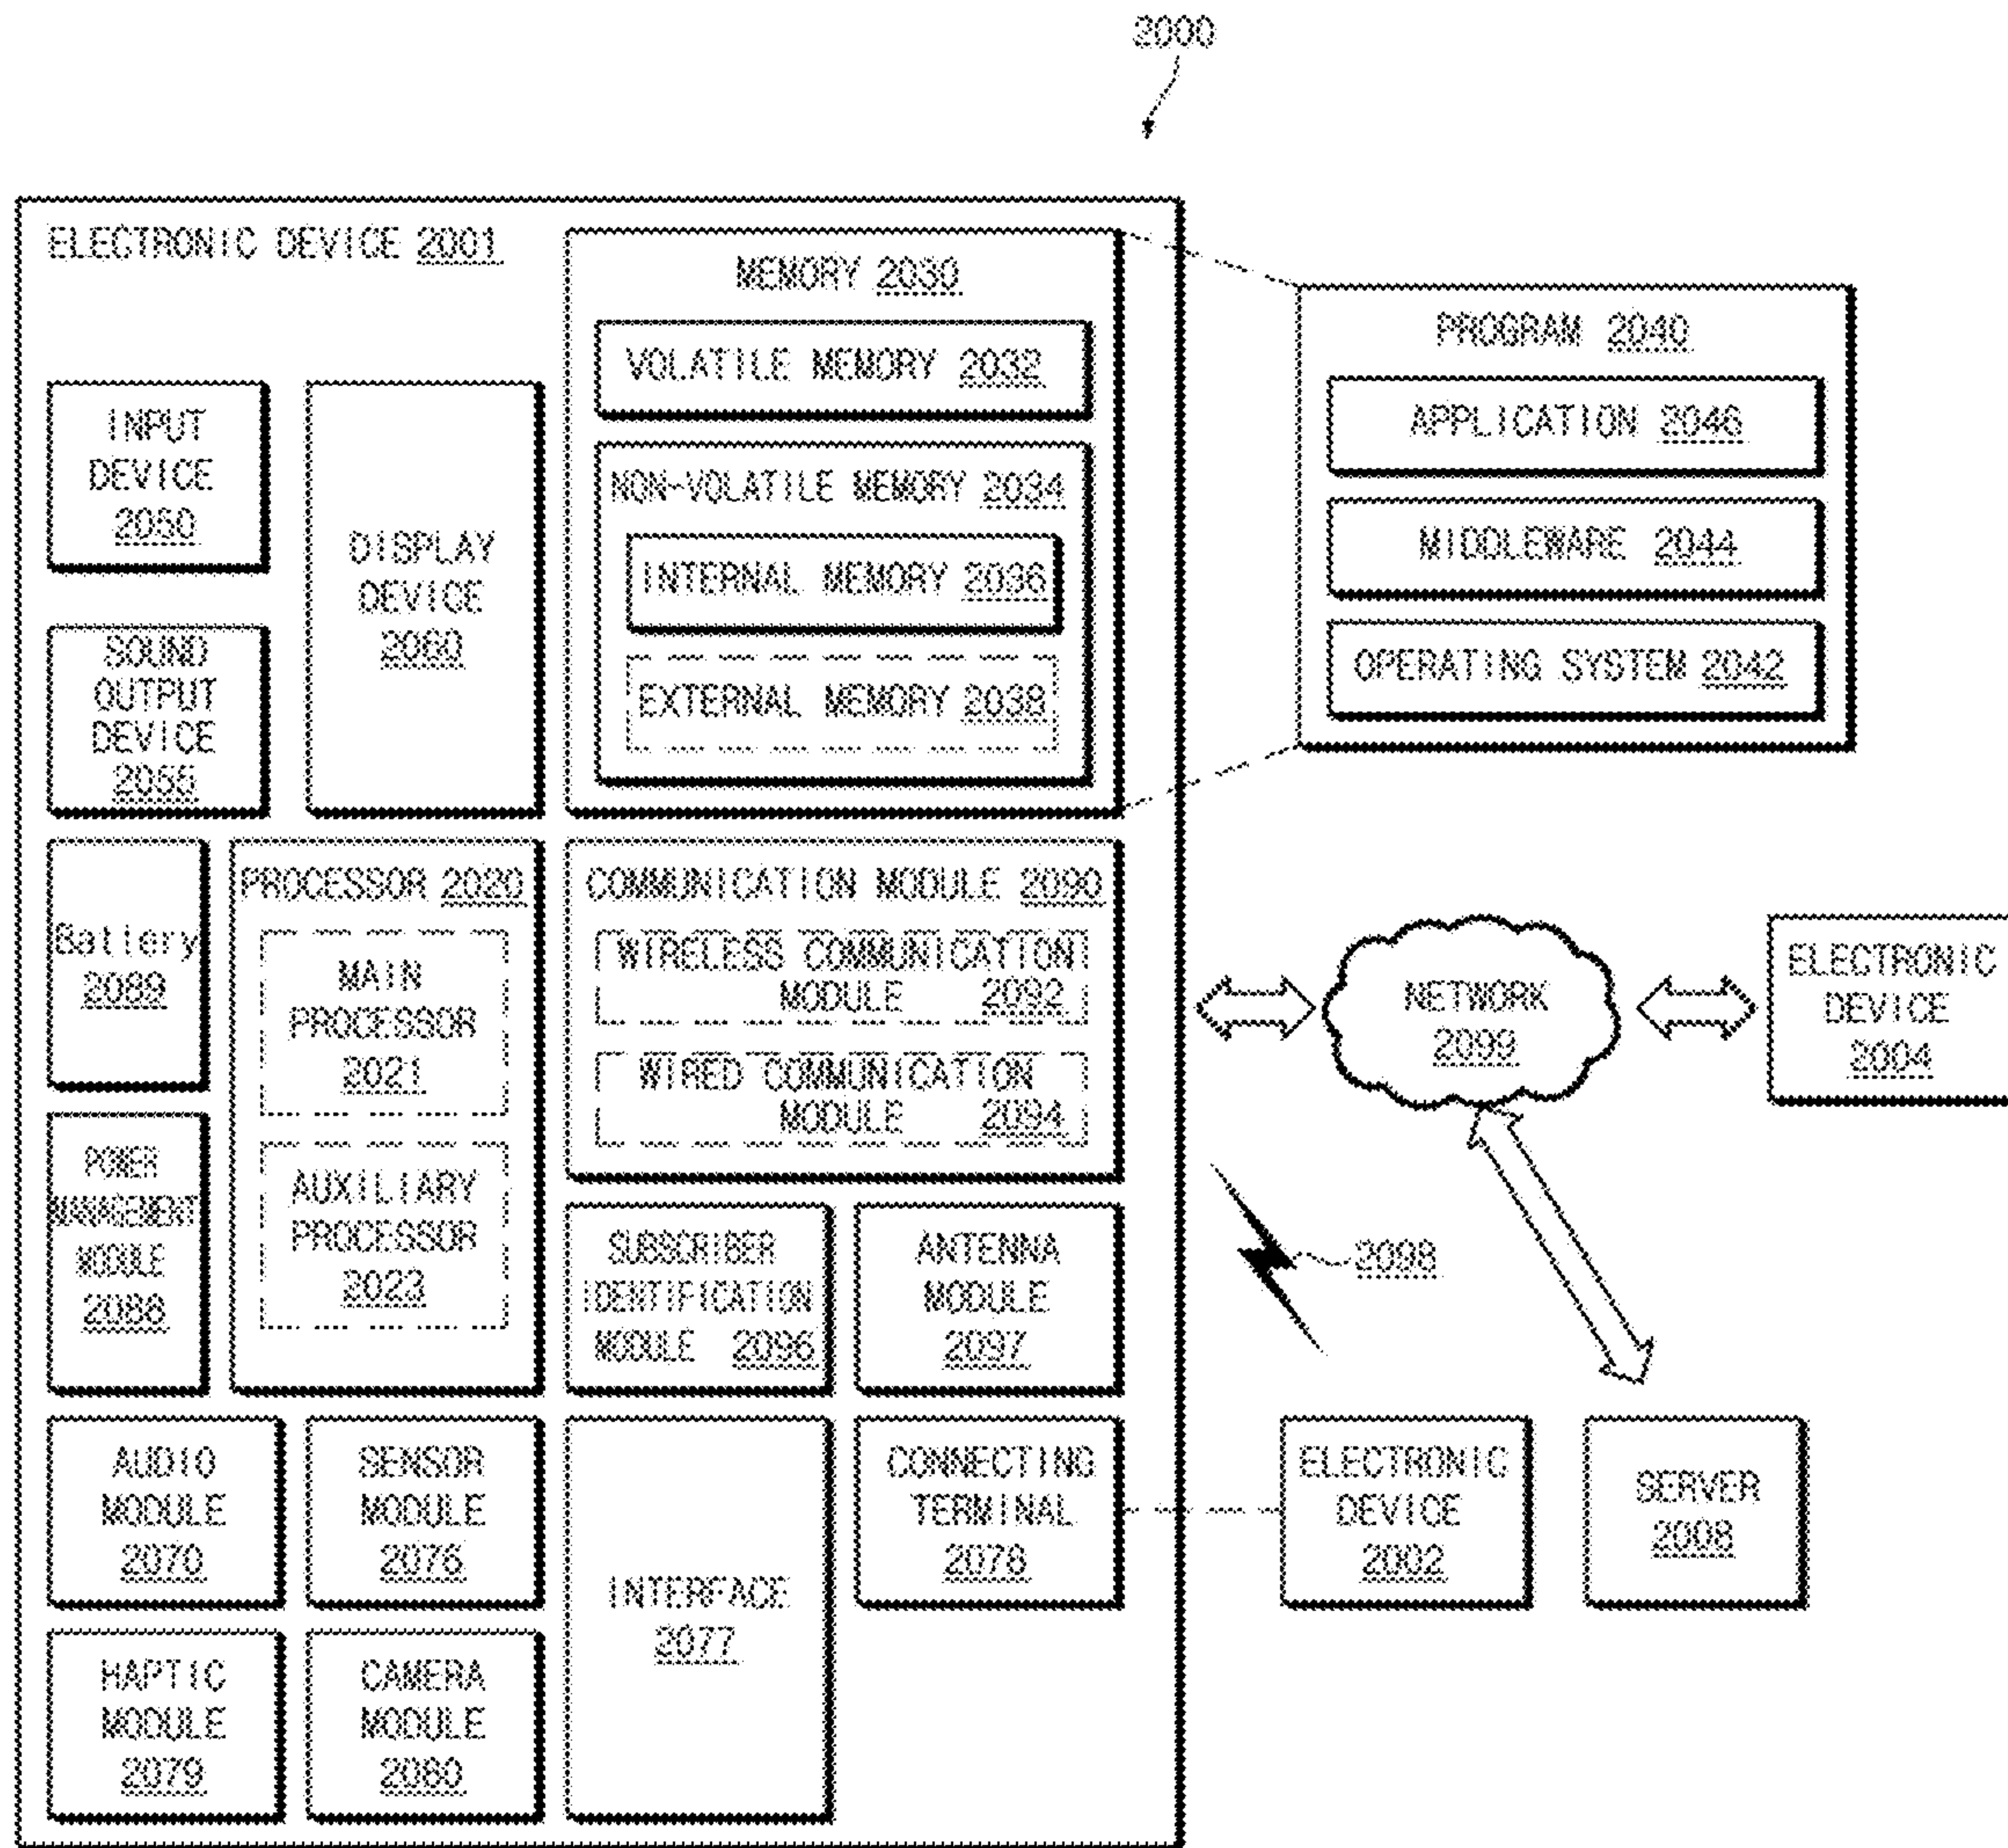 2000
ELECTRONIC DEVICE 2001
INPUT
DEVICE
2050
SOUND
OUTPUT
DEVICE
2055
DISPLAY
DEVICE
2060
MEMORY 2030
VOLATILE MEMORY 2032
NON-VOLATILE MEMORY 2034
INTERNAL MEMORY 2036
EXTERNAL MEMORY 2038
PROGRAM 2040
APPLICATION 2046
MIDDLEWARE 2044
OPERATING SYSTEM 2042
Battery
2089
POWER
MANAGEMENT
MODULE
2088
PROCESSOR 2020
MAIN
PROCESSOR
2021
AUXILIARY
PROCESSOR
2023
COMMUNICATION MODULE 2090
WIRELESS COMMUNICATION
MODULE 2092
WIRED COMMUNICATION
MODULE 2094
SUBSCRIBER
IDENTIFICATION
MODULE 2096
ANTENNA
MODULE
2097
NETWORK
2099
ELECTRONIC
DEVICE
2004
2098
AUDIO
MODULE
2070
SENSOR
MODULE
2076
INTERFACE
2077
CONNECTING
TERMINAL
2078
ELECTRONIC
DEVICE
2002
SERVER
2008
HAPTIC
MODULE
2079
CAMERA
MODULE
2080